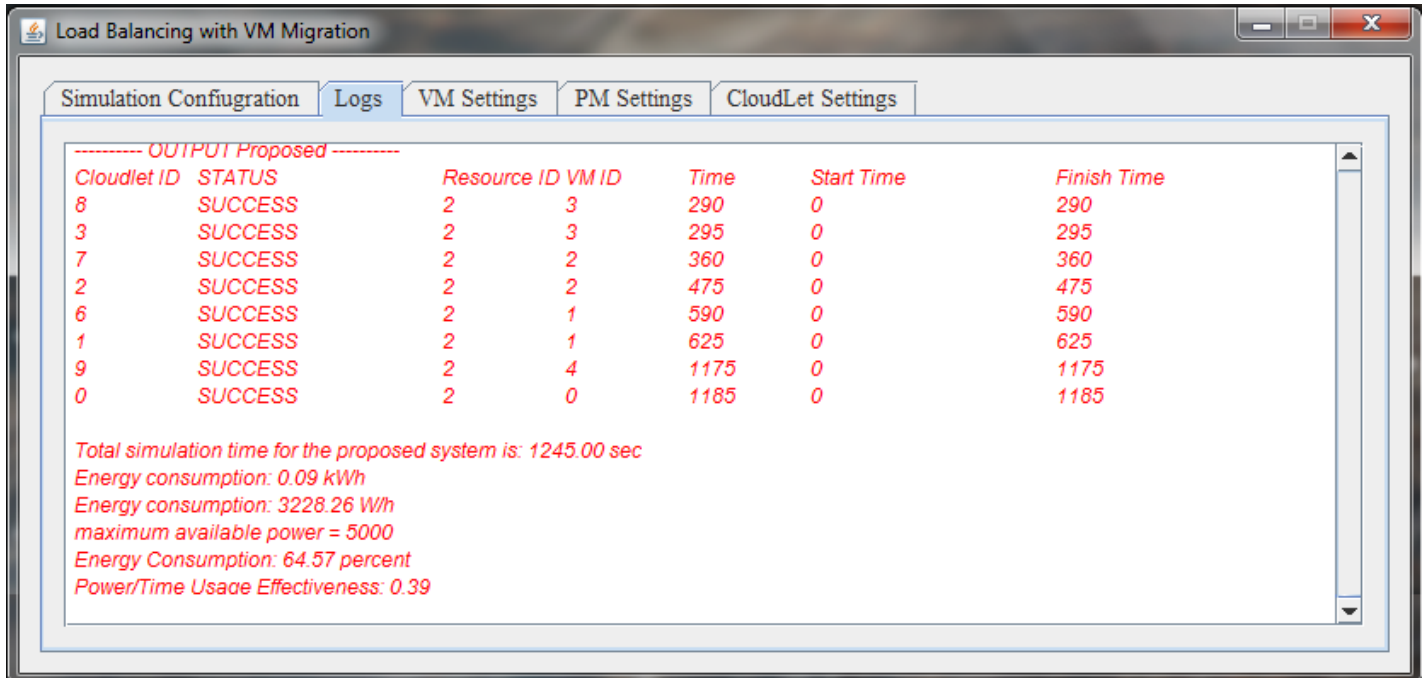 Load Balancing with VM Migration
Simulation Confiugration Logs VM Settings PM Settings CloudLet Settings
---------- OUTPUT Proposed ----------
Cloudlet ID STATUS Resource ID VM ID Time Start Time Finish Time
8 SUCCESS 2 3 290 0 290
3 SUCCESS 2 3 295 0 295
7 SUCCESS 2 2 360 0 360
2 SUCCESS 2 2 475 0 475
6 SUCCESS 2 1 590 0 590
1 SUCCESS 2 1 625 0 625
9 SUCCESS 2 4 1175 0 1175
0 SUCCESS 2 0 1185 0 1185
Total simulation time for the proposed system is: 1245.00 sec
Energy consumption: 0.09 kWh
Energy consumption: 3228.26 W/h
maximum available power = 5000
Energy Consumption: 64.57 percent
Power/Time Usage Effectiveness: 0.39